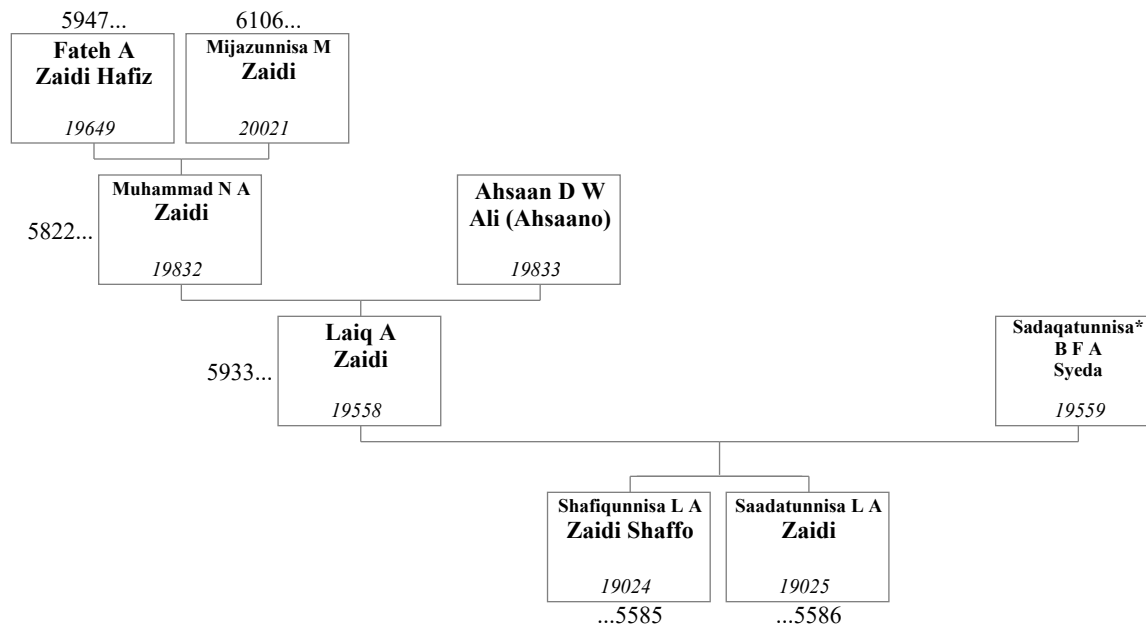 5947...
6106...
Fateh A
Zaidi Hafiz
19649
Mijazunnisa M
Zaidi
20021
5822...
Muhammad N A
Zaidi
19832
Ahsaan D W
Ali (Ahsaano)
19833
5933...
Laiq A
Zaidi
19558
Sadaqatunnisa*
B F A
Syeda
19559
Shafiqunnisa L A
Zaidi Shaffo
19024
...5585
Saadatunnisa L A
Zaidi
19025
...5586